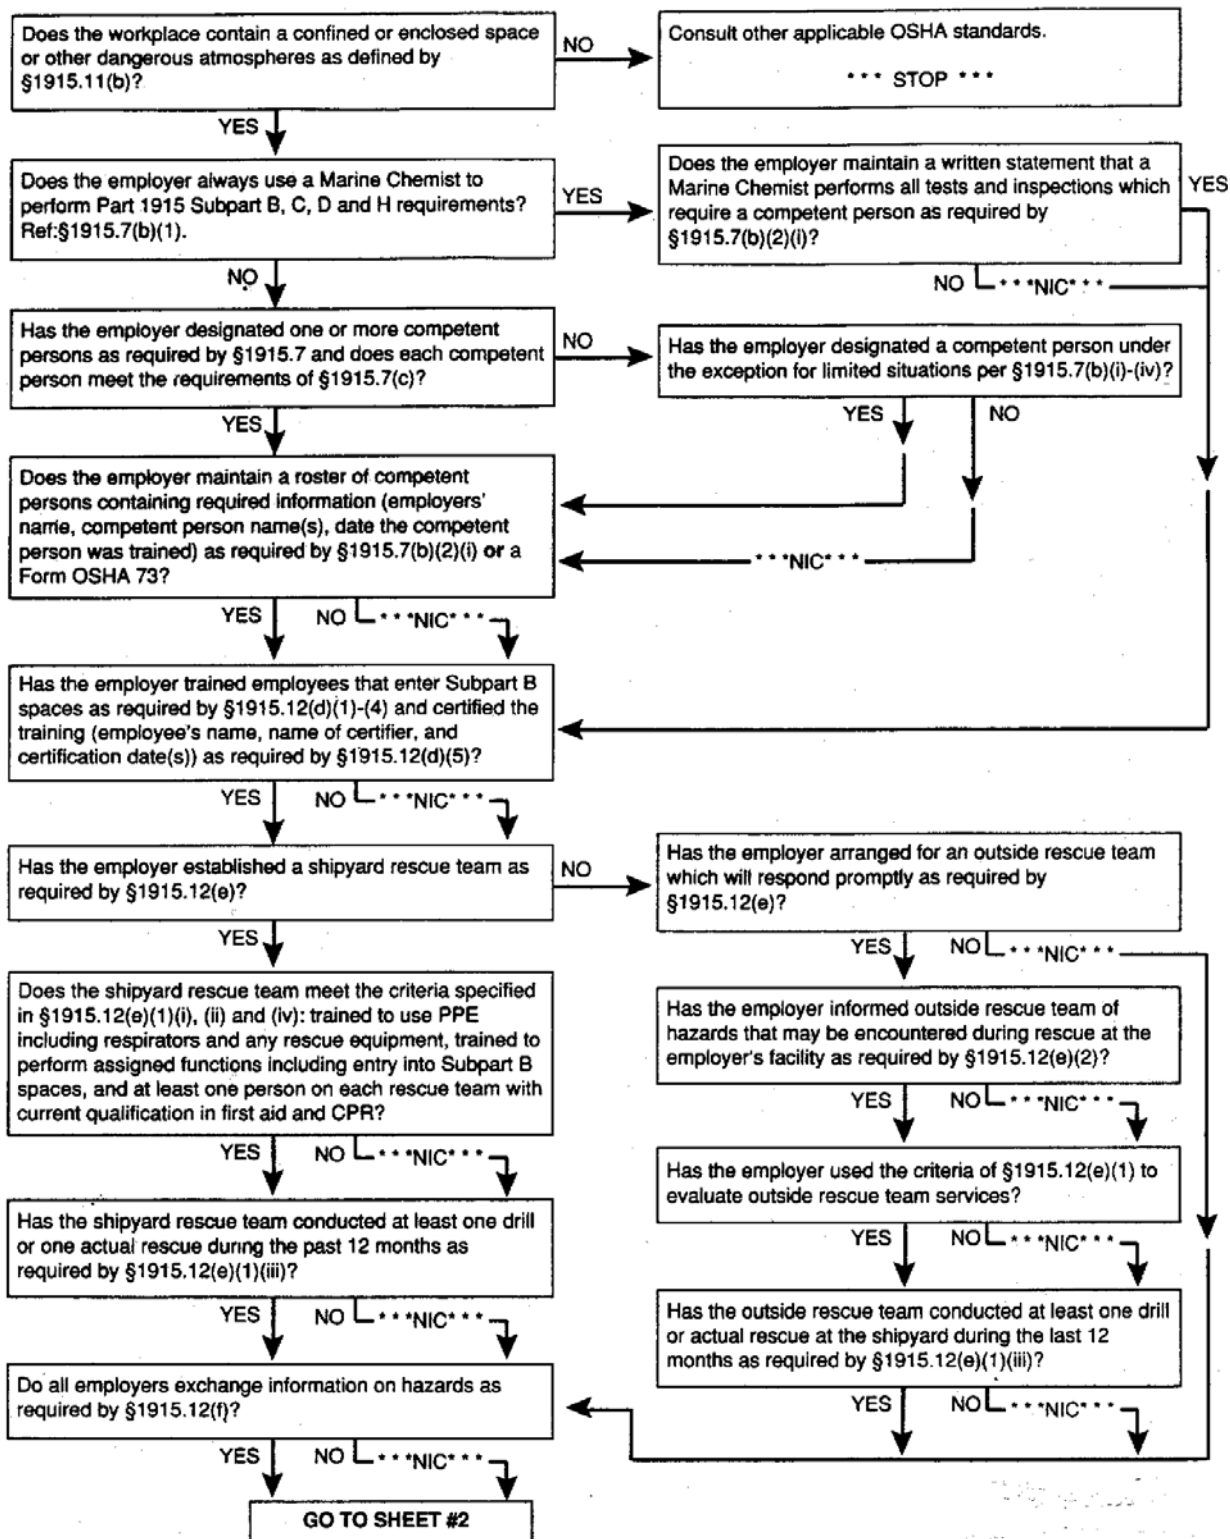 Does the workplace contain a confined or enclosed space
or other dangerous atmospheres as defined by
§1915.11(b)?
NO
Consult other applicable OSHA standards.
* * * STOP * * *
YES
Does the employer always use a Marine Chemist to
perform Part 1915 Subpart B, C, D and H requirements?
Ref:§1915.7(b)(1).
YES
Does the employer maintain a written statement that a
Marine Chemist performs all tests and inspections which
require a competent person as required by
§1915.7(b)(2)(i)?
YES
NO
NO
* * *NIC* * *
Has the employer designated one or more competent
persons as required by §1915.7 and does each competent
person meet the requirements of §1915.7(c)?
NO
Has the employer designated a competent person under
the exception for limited situations per §1915.7(b)(i)-(iv)?
YES
YES
NO
Does the employer maintain a roster of competent
persons containing required information (employers'
name, competent person name(s), date the competent
person was trained) as required by §1915.7(b)(2)(i) or a
Form OSHA 73?
* * *NIC* * *
YES
NO
* * *NIC* * *
Has the employer trained employees that enter Subpart B
spaces as required by §1915.12(d)(1)-(4) and certified the
training (employee's name, name of certifier, and
certification date(s)) as required by §1915.12(d)(5)?
YES
NO
* * *NIC* * *
Has the employer established a shipyard rescue team as
required by §1915.12(e)?
NO
Has the employer arranged for an outside rescue team
which will respond promptly as required by
§1915.12(e)?
YES
YES
NO
* * *NIC* * *
Does the shipyard rescue team meet the criteria specified
in §1915.12(e)(1)(i), (ii) and (iv): trained to use PPE
including respirators and any rescue equipment, trained to
perform assigned functions including entry into Subpart B
spaces, and at least one person on each rescue team with
current qualification in first aid and CPR?
Has the employer informed outside rescue team of
hazards that may be encountered during rescue at the
employer's facility as required by §1915.12(e)(2)?
YES
NO
* * *NIC* * *
YES
NO
* * *NIC* * *
Has the employer used the criteria of §1915.12(e)(1) to
evaluate outside rescue team services?
Has the shipyard rescue team conducted at least one drill
or one actual rescue during the past 12 months as
required by §1915.12(e)(1)(iii)?
YES
NO
* * *NIC* * *
Has the outside rescue team conducted at least one drill
or actual rescue at the shipyard during the last 12
months as required by §1915.12(e)(1)(iii)?
YES
NO
* * *NIC* * *
Do all employers exchange information on hazards as
required by §1915.12(f)?
YES
NO
* * *NIC* * *
YES
NO
* * *NIC* * *
GO TO SHEET #2